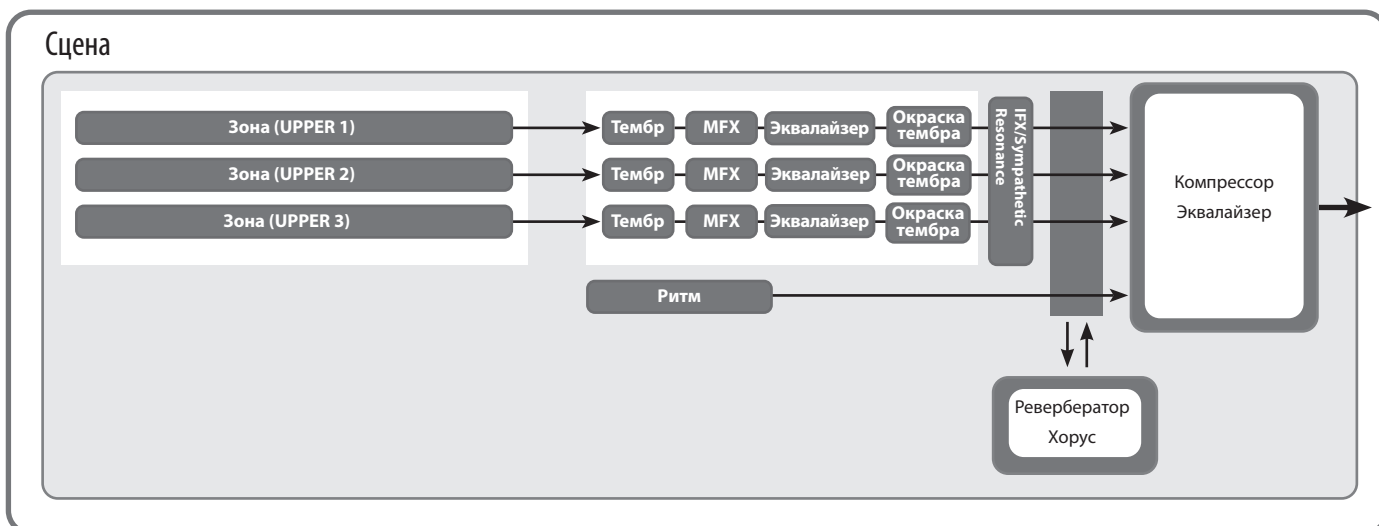 Сцена
Зона (UPPER 1)
Тембр
MFX
Эквалайзер
Окраска
тембра
Зона (UPPER 2)
Тембр
MFX
Эквалайзер
Окраска
тембра
Зона (UPPER 3)
Тембр
MFX
Эквалайзер
Окраска
тембра
IFX/Sympathetic
Resonance
Ритм
Компрессор
Эквалайзер
Ревербератор
Хорус